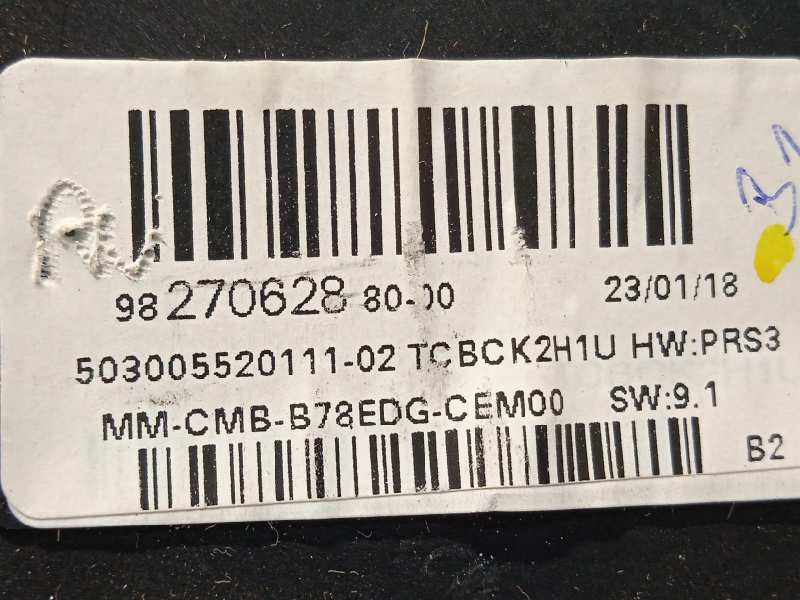 98 270628 80-00
23/01/18
503005520111-02 TCBCK2H1U HW:PRS3
MM-CMB-B78EDG-CEM00 SW:9.1
B2
31